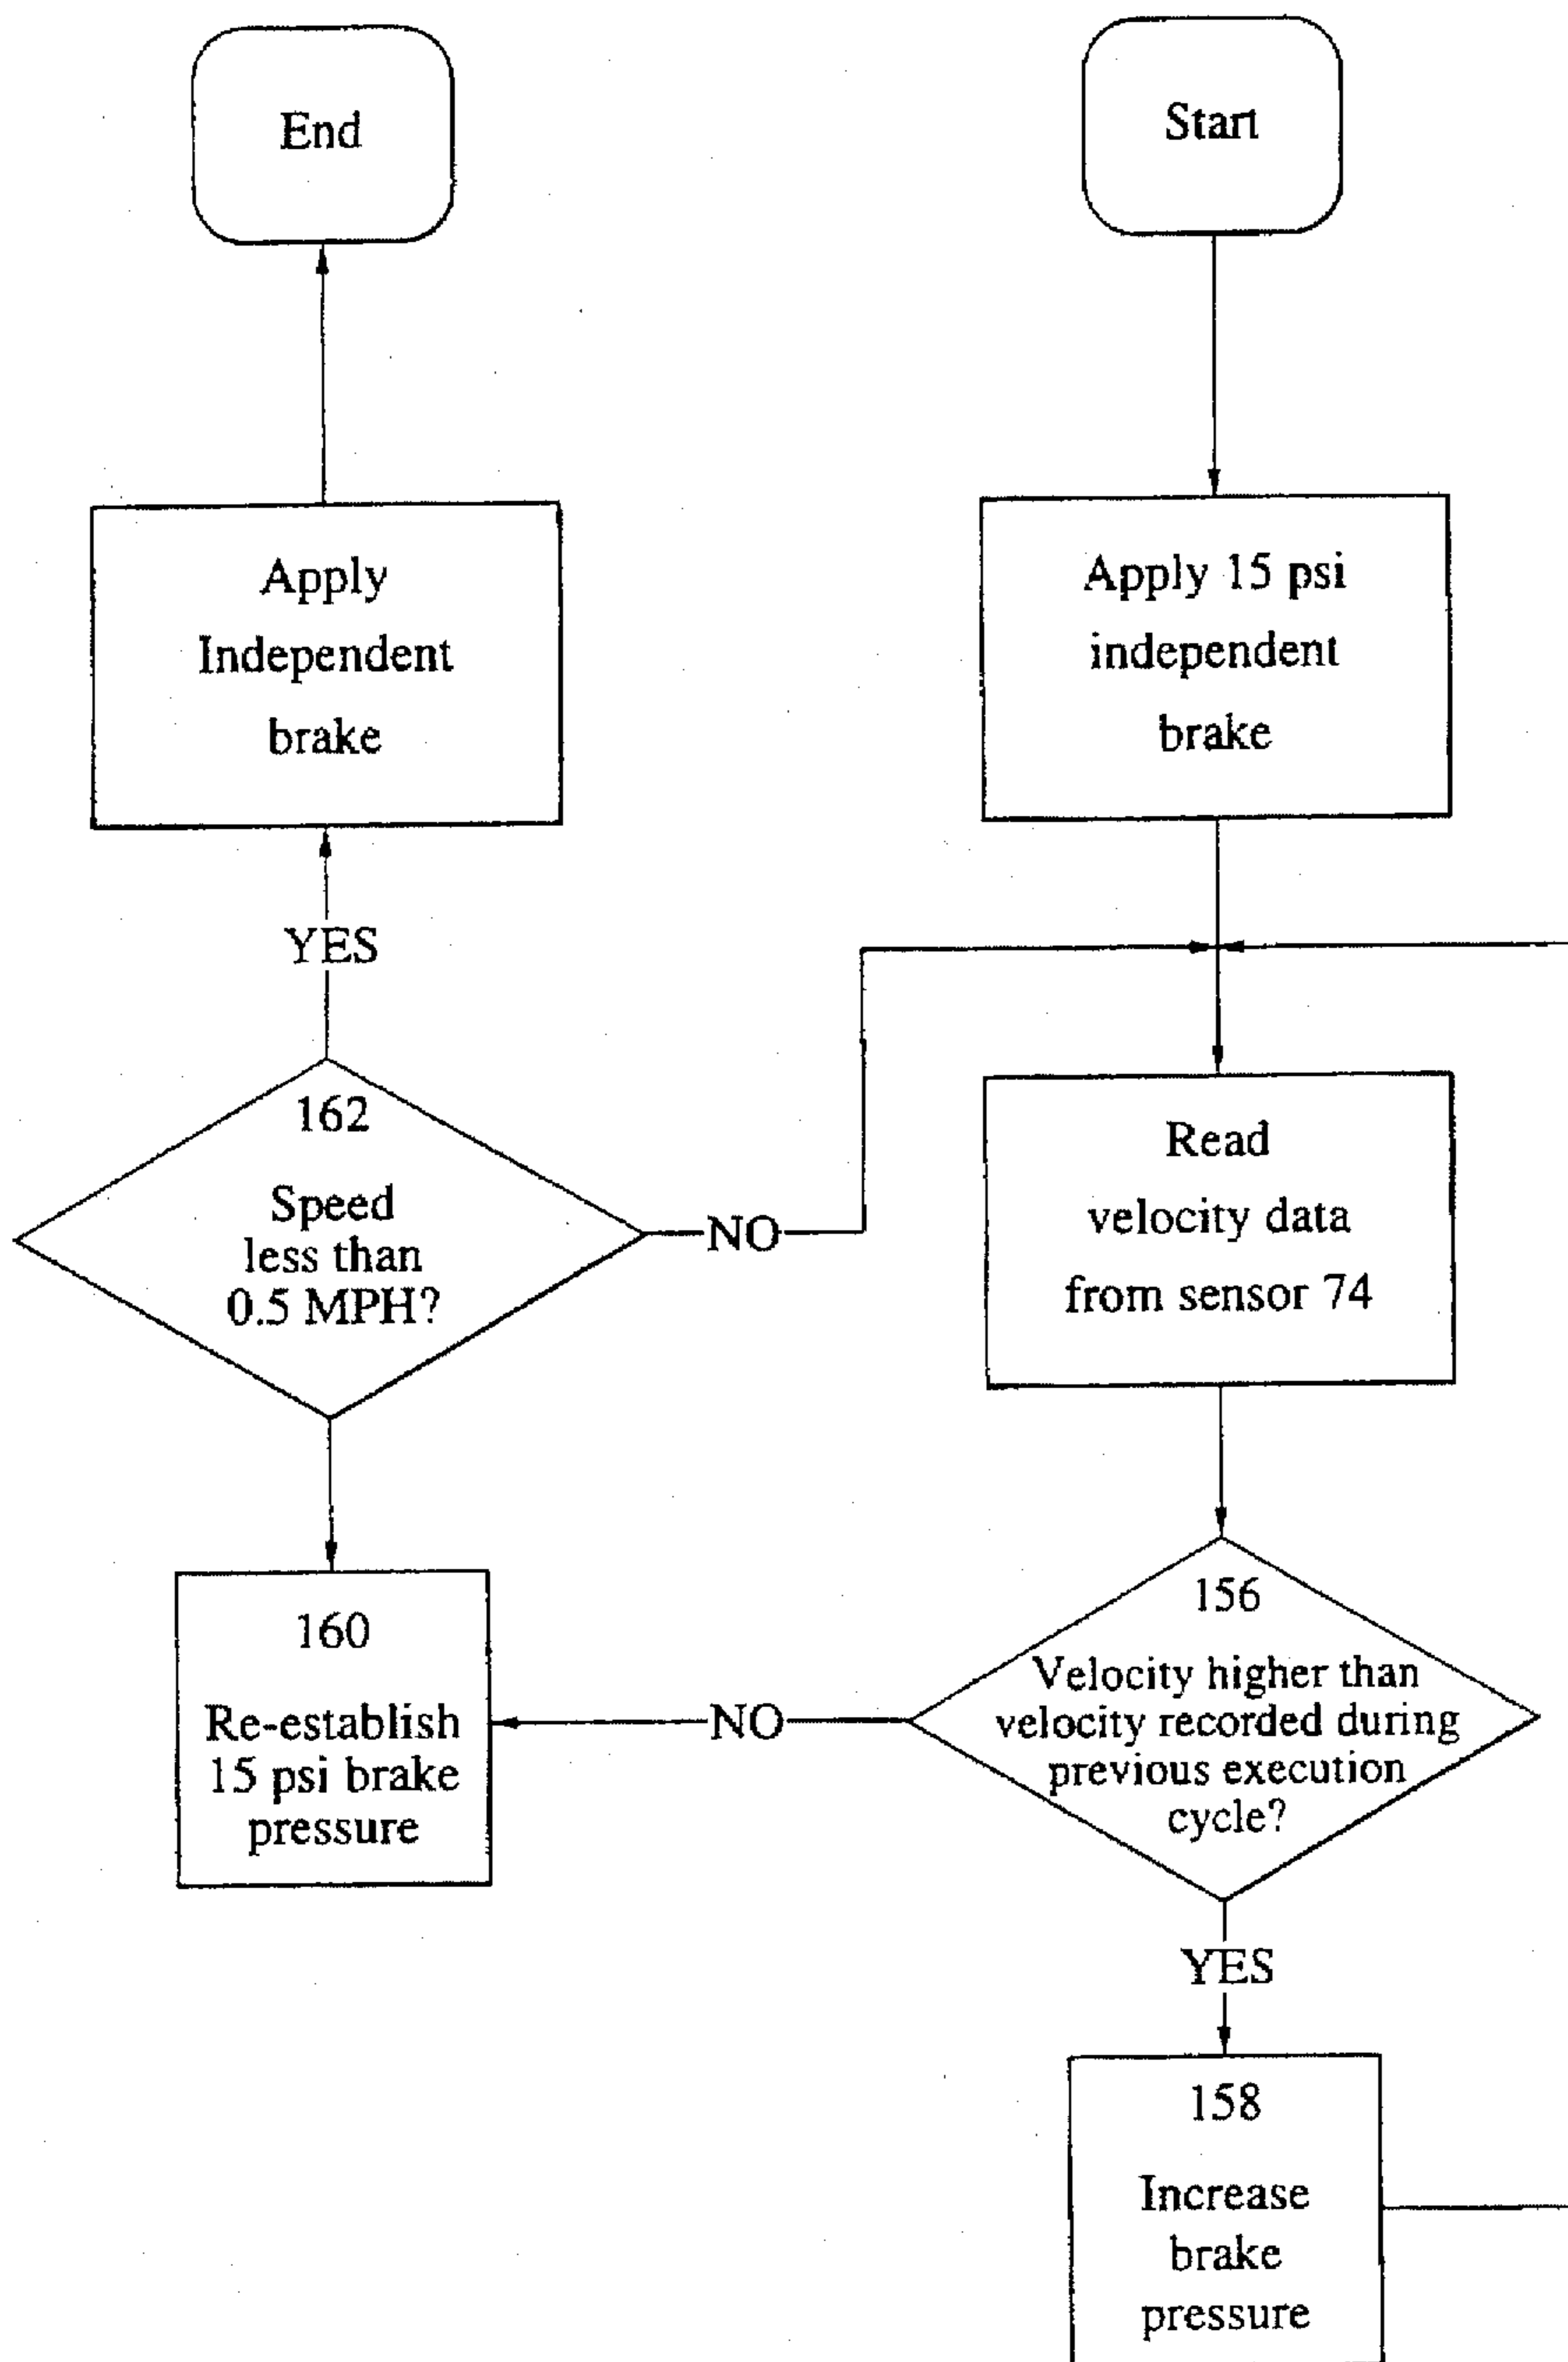 End
Start
Apply
Independent
brake
Apply 15 psi
independent
brake
YES
162
Speed
less than
0.5 MPH?
NO
Read
velocity data
from sensor 74
156
Velocity higher than
velocity recorded during
previous execution
cycle?
NO
160
Re-establish
15 psi brake
pressure
YES
158
Increase
brake
pressure